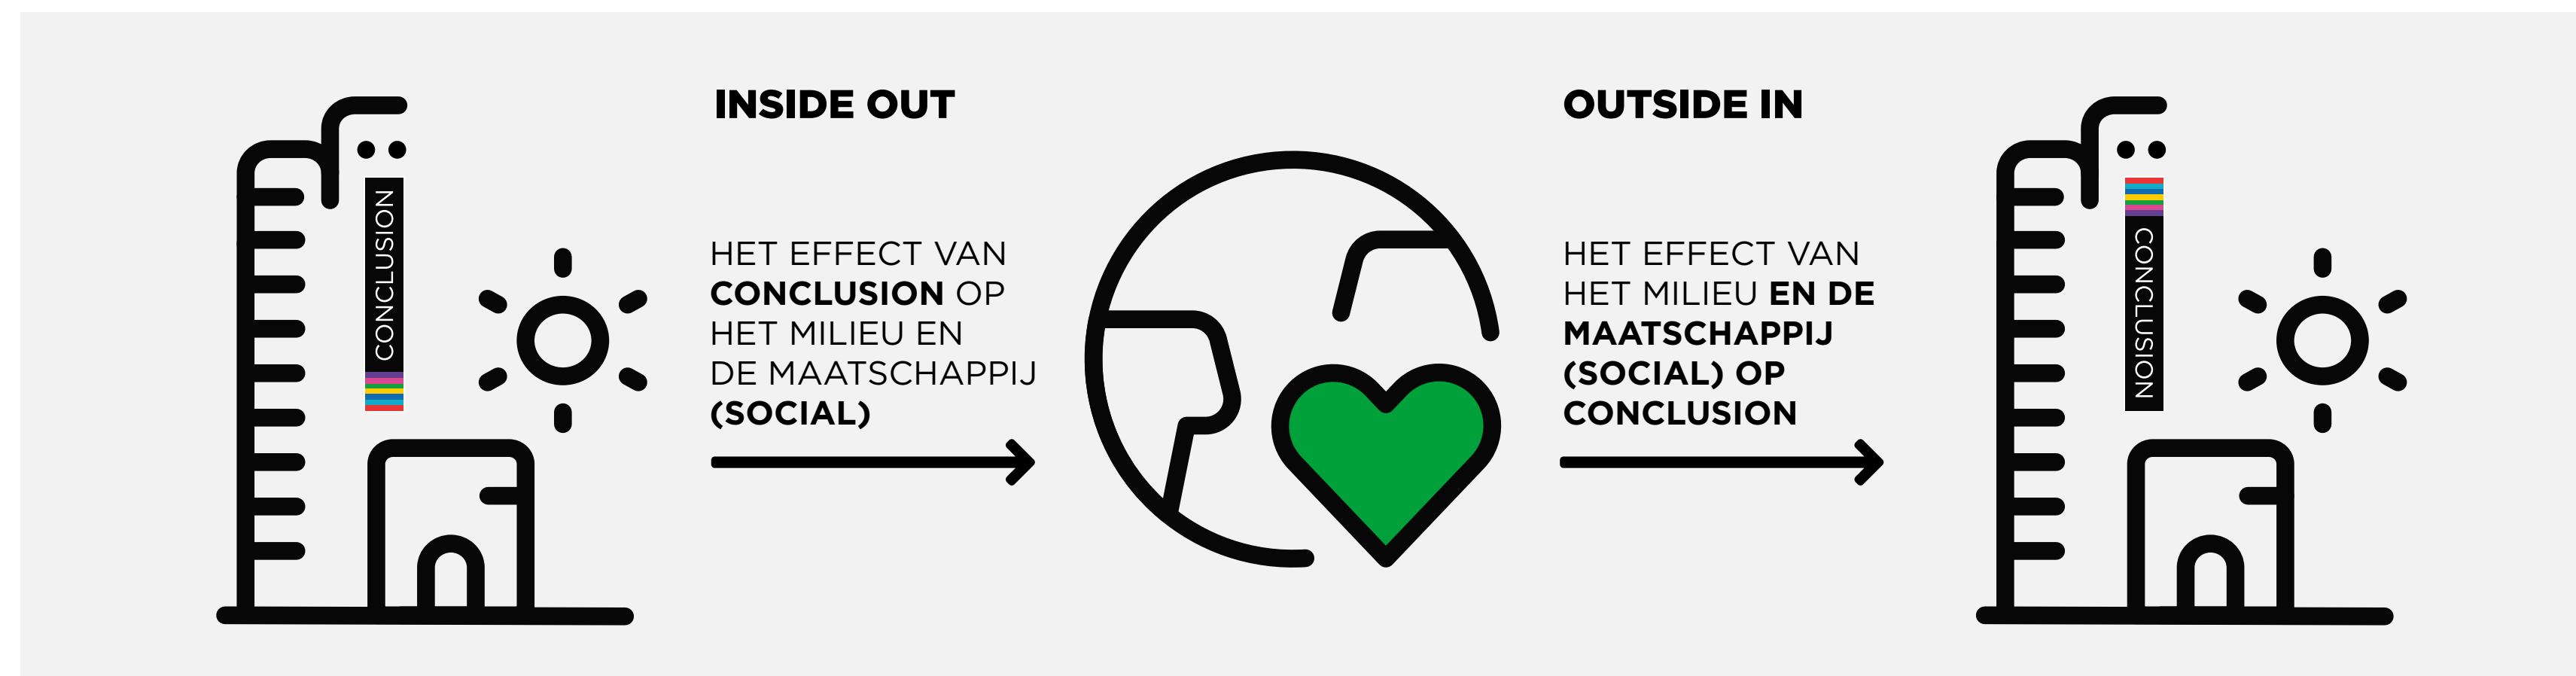 CONCLUSION
INSIDE OUT
HET EFFECT VAN
CONCLUSION OP
HET MILIEU EN
DE MAATSCHAPPIJ
(SOCIAL)
OUTSIDE IN
HET EFFECT VAN
HET MILIEU EN DE
MAATSCHAPPIJ
(SOCIAL) OP
CONCLUSION
CONCLUSION